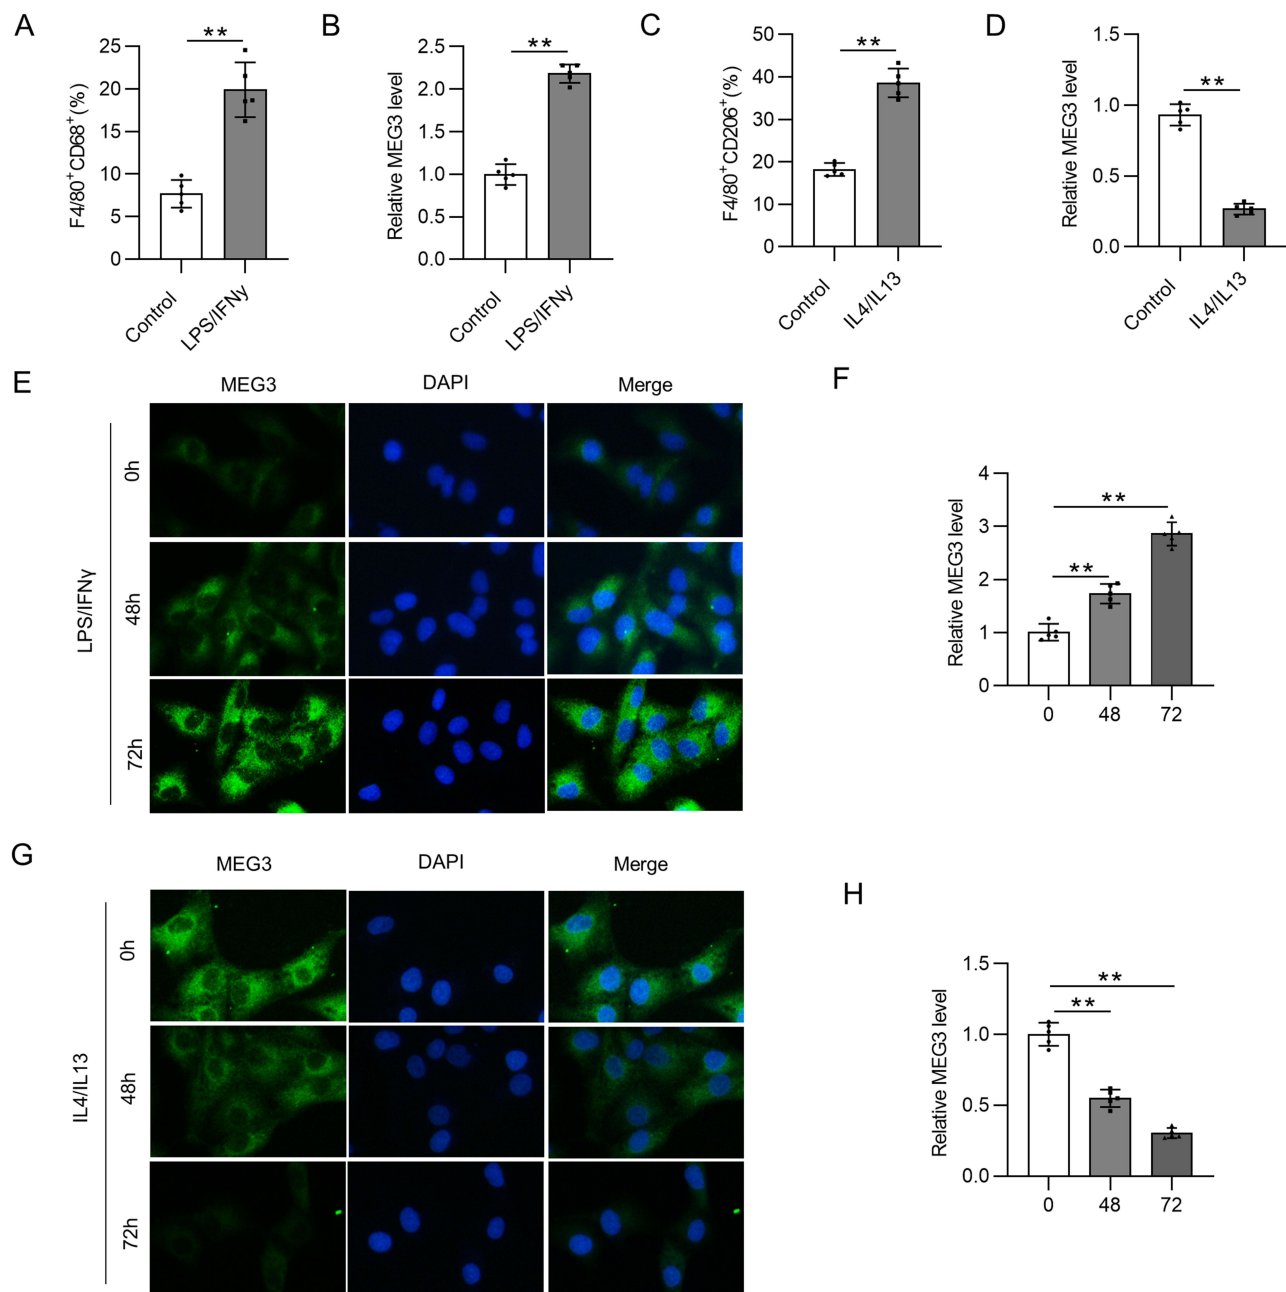 A
**
F4/80+CD68+(%)
25
20
15
10
5
0
Control
LPS/IFNγ
B
**
Relative MEG3 level
2.5
2.0
1.5
1.0
0.5
0.0
Control
LPS/IFNγ
C
**
F4/80+CD206+(%)
50
40
30
20
10
0
Control
IL4/IL13
D
**
Relative MEG3 level
1.5
1.0
0.5
0.0
Control
IL4/IL13
E
MEG3 DAPI Merge
LPS/IFNγ
0h
48h
72h
F
**
**
Relative MEG3 level
4
3
2
1
0
0 48 72
G
MEG3 DAPI Merge
IL4/IL13
0h
48h
72h
H
**
**
Relative MEG3 level
1.5
1.0
0.5
0.0
0 48 72